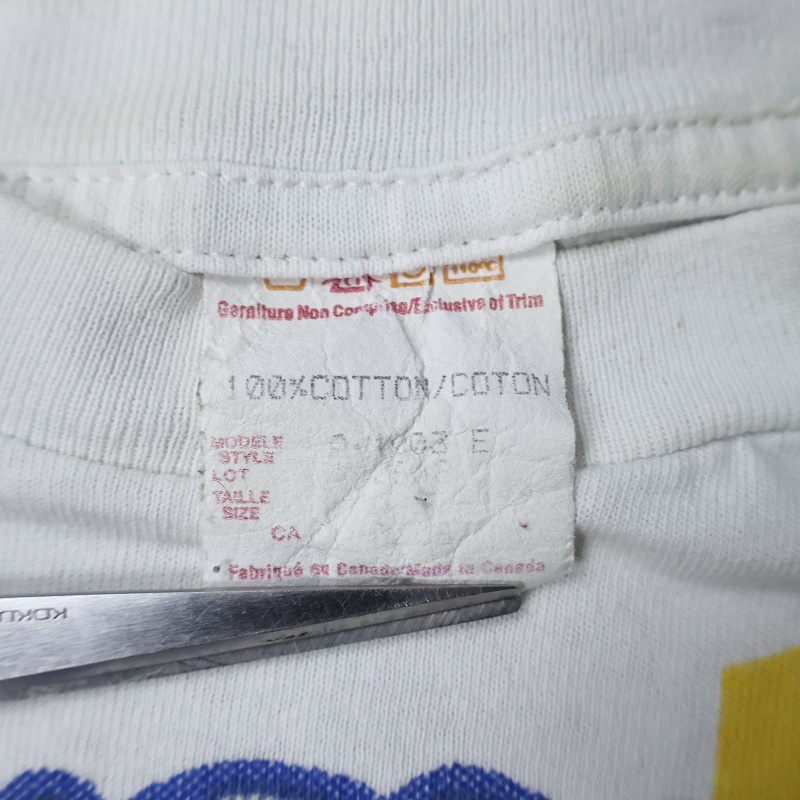 110°C
Garniture Non Comprise/Exclusive of Trim
100%COTTON/COTON
MODELE
STYLE
LOT
TAILLE
SIZE
CA
Fabriqué au Canada/Made in Canada